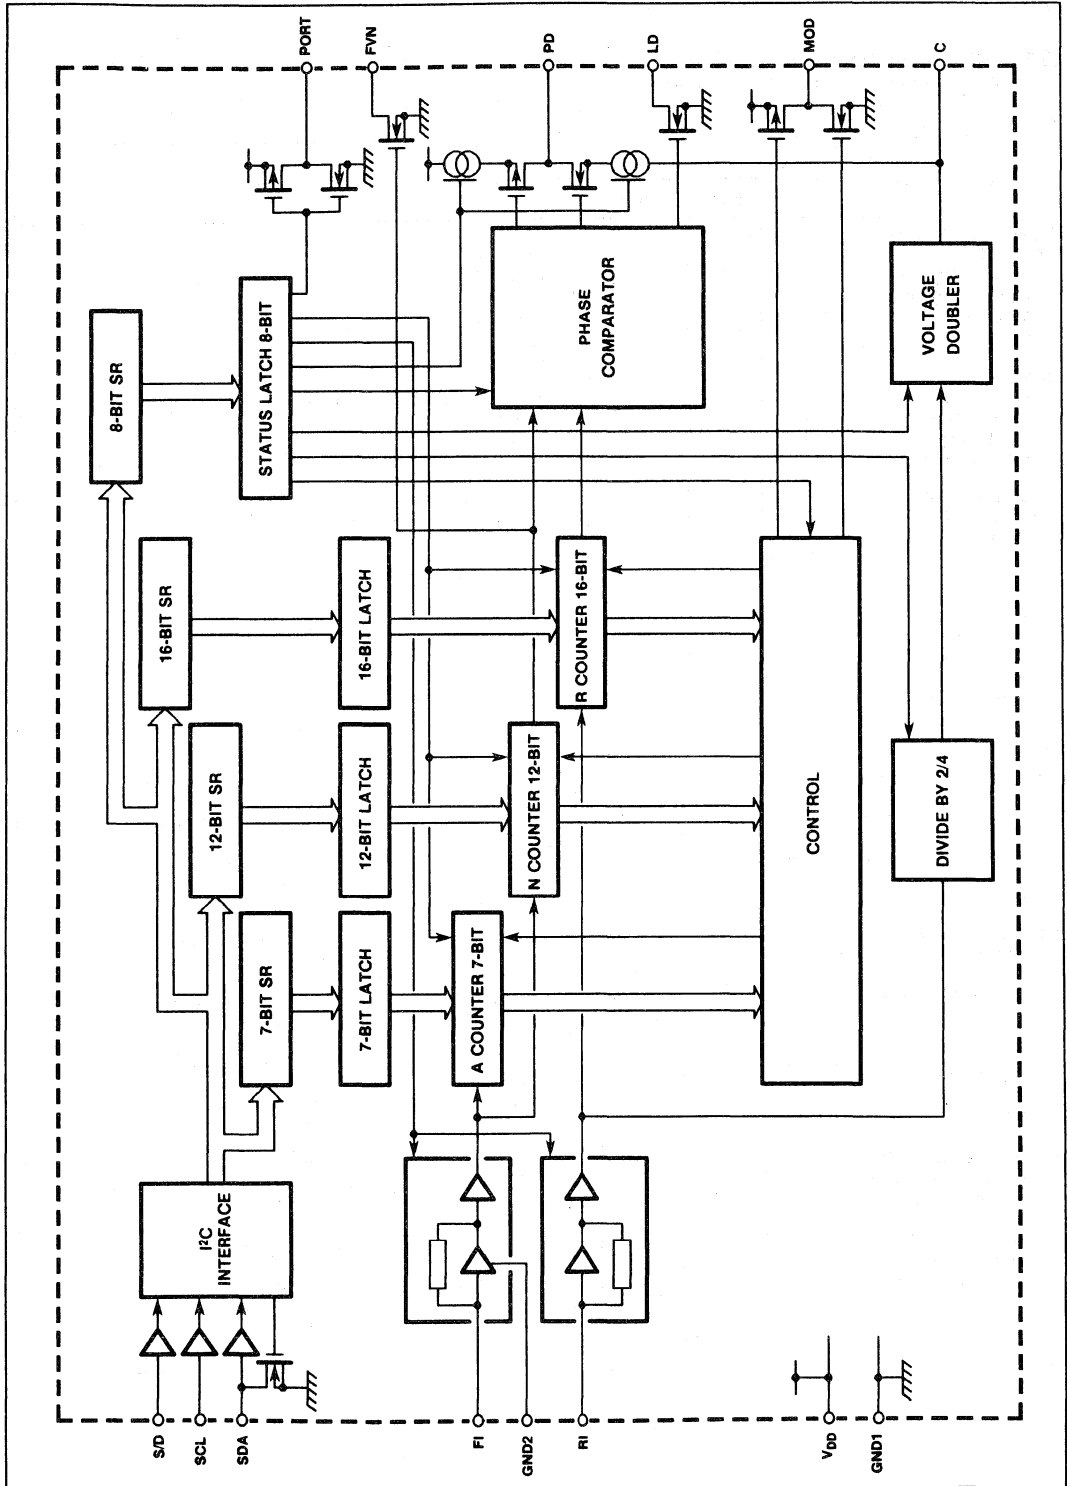 PORT
FVN
PD
LD
MOD
C
8-BIT SR
STATUS LATCH 8-BIT
PHASE
COMPARATOR
VOLTAGE
DOUBLER
16-BIT SR
16-BIT LATCH
R COUNTER 16-BIT
12-BIT SR
12-BIT LATCH
N COUNTER 12-BIT
CONTROL
DIVIDE BY 2/4
7-BIT SR
7-BIT LATCH
A COUNTER 7-BIT
I²C
INTERFACE
S/D
SCL
SDA
FI
GND2
RI
VDD
GND1